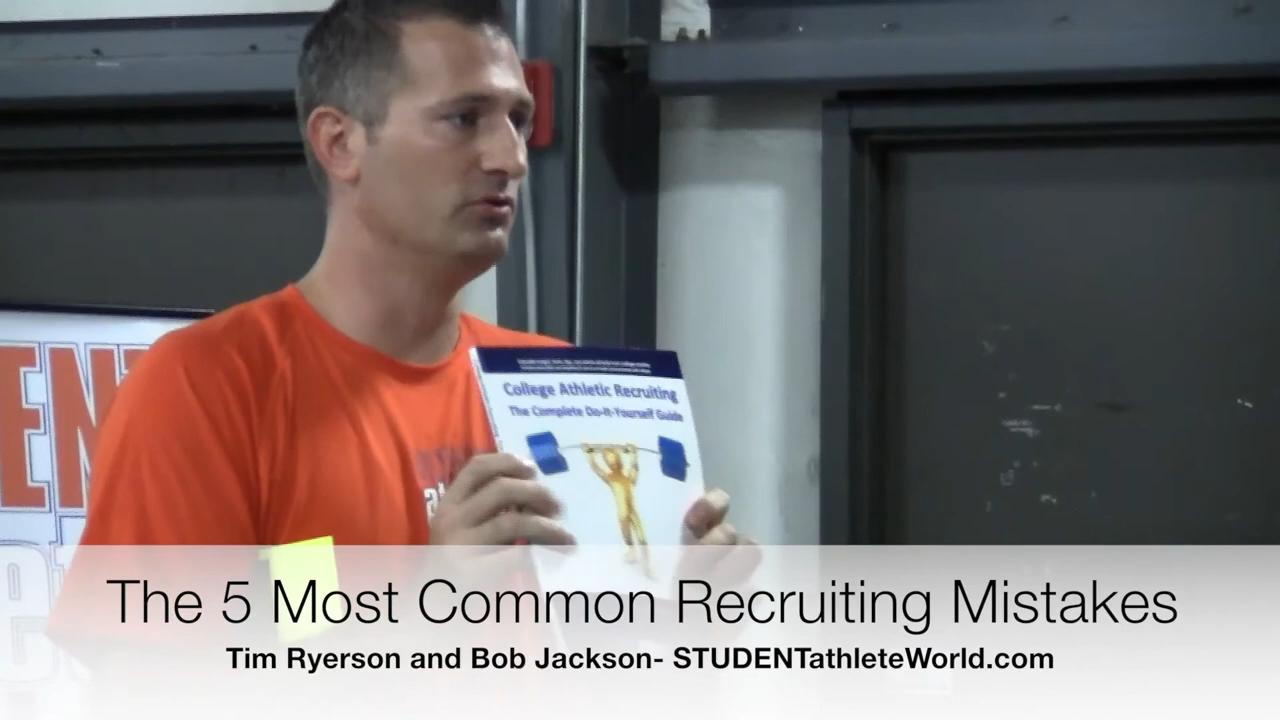 EN
College Athletic Recruiting
The Complete Do-It-Yourself Guide
The 5 Most Common Recruiting Mistakes
Tim Ryerson and Bob Jackson- STUDENTathleteWorld.com